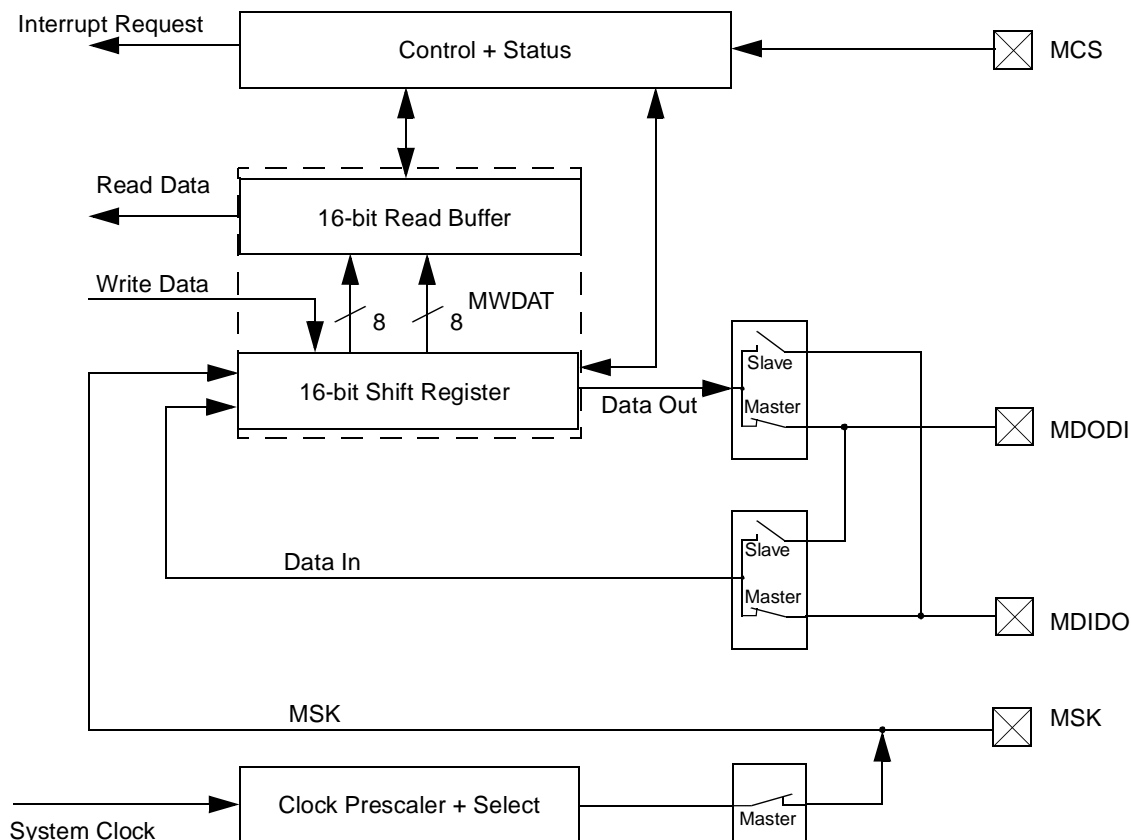 Interrupt Request
Control + Status
MCS
Read Data
16-bit Read Buffer
Write Data
MWDAT
8
8
16-bit Shift Register
Data Out
Slave
Master
MDODI
Data In
Slave
Master
MDIDO
MSK
MSK
Clock Prescaler + Select
Master
System Clock